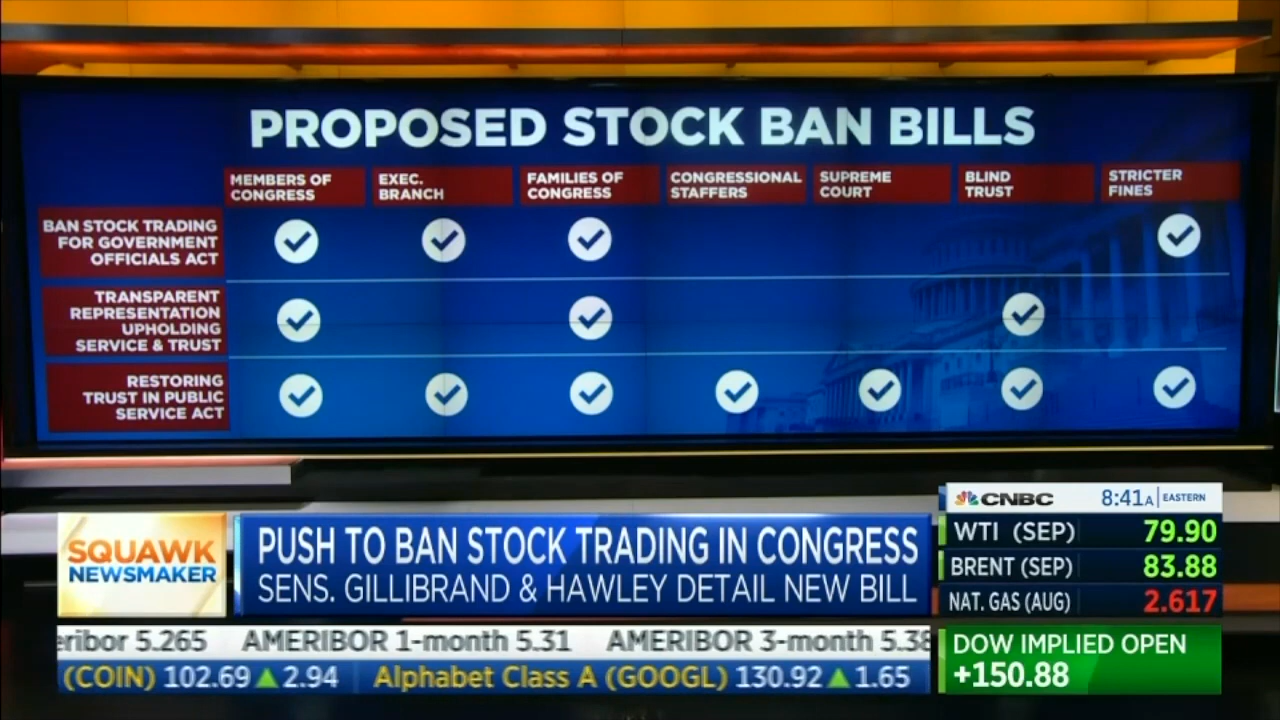 PROPOSED STOCK BAN BILLS
MEMBERS OF
CONGRESS
EXEC.
BRANCH
FAMILIES OF
CONGRESS
CONGRESSIONAL
STAFFERS
SUPREME
COURT
BLIND
TRUST
STRICTER
FINES
BAN STOCK TRADING
FOR GOVERNMENT
OFFICIALS ACT
TRANSPARENT
REPRESENTATION
UPHOLDING
SERVICE & TRUST
RESTORING
TRUST IN PUBLIC
SERVICE ACT
SQUAWK
NEWSMAKER
PUSH TO BAN STOCK TRADING IN CONGRESS
SENS. GILLIBRAND & HAWLEY DETAIL NEW BILL
CNBC 8:41A EASTERN
WTI (SEP) 79.90
BRENT (SEP) 83.88
NAT. GAS (AUG) 2.617
DOW IMPLIED OPEN
+150.88
eribor 5.265 AMERIBOR 1-month 5.31 AMERIBOR 3-month 5.38
(COIN) 102.69 ▲ 2.94 Alphabet Class A (GOOGL) 130.92 ▲ 1.65